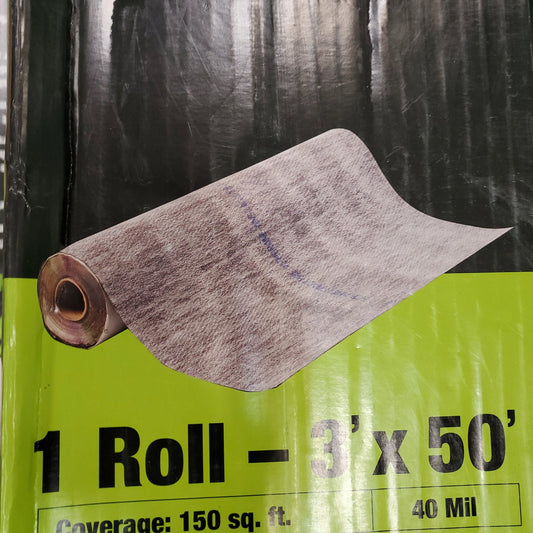 1 Roll – 3' x 50'
Coverage: 150 sq. ft.
40 Mil